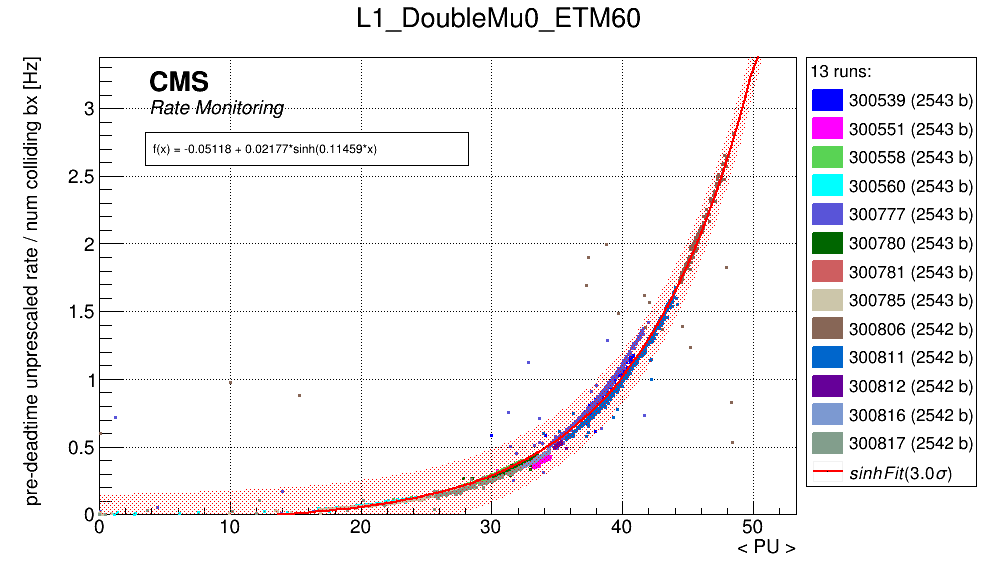 L1_DoubleMu0_ETM60
pre-deadtime unprescaled rate / num colliding bx [Hz]
CMS
Rate Monitoring
f(x) = -0.05118 + 0.02177*sinh(0.11459*x)
3
2.5
2
1.5
1
0.5
0
0 10 20 30 40 50
< PU >
13 runs:
300539 (2543 b)
300551 (2543 b)
300558 (2543 b)
300560 (2543 b)
300777 (2543 b)
300780 (2543 b)
300781 (2543 b)
300785 (2543 b)
300806 (2542 b)
300811 (2542 b)
300812 (2542 b)
300816 (2542 b)
300817 (2542 b)
sinhFit(3.0σ)